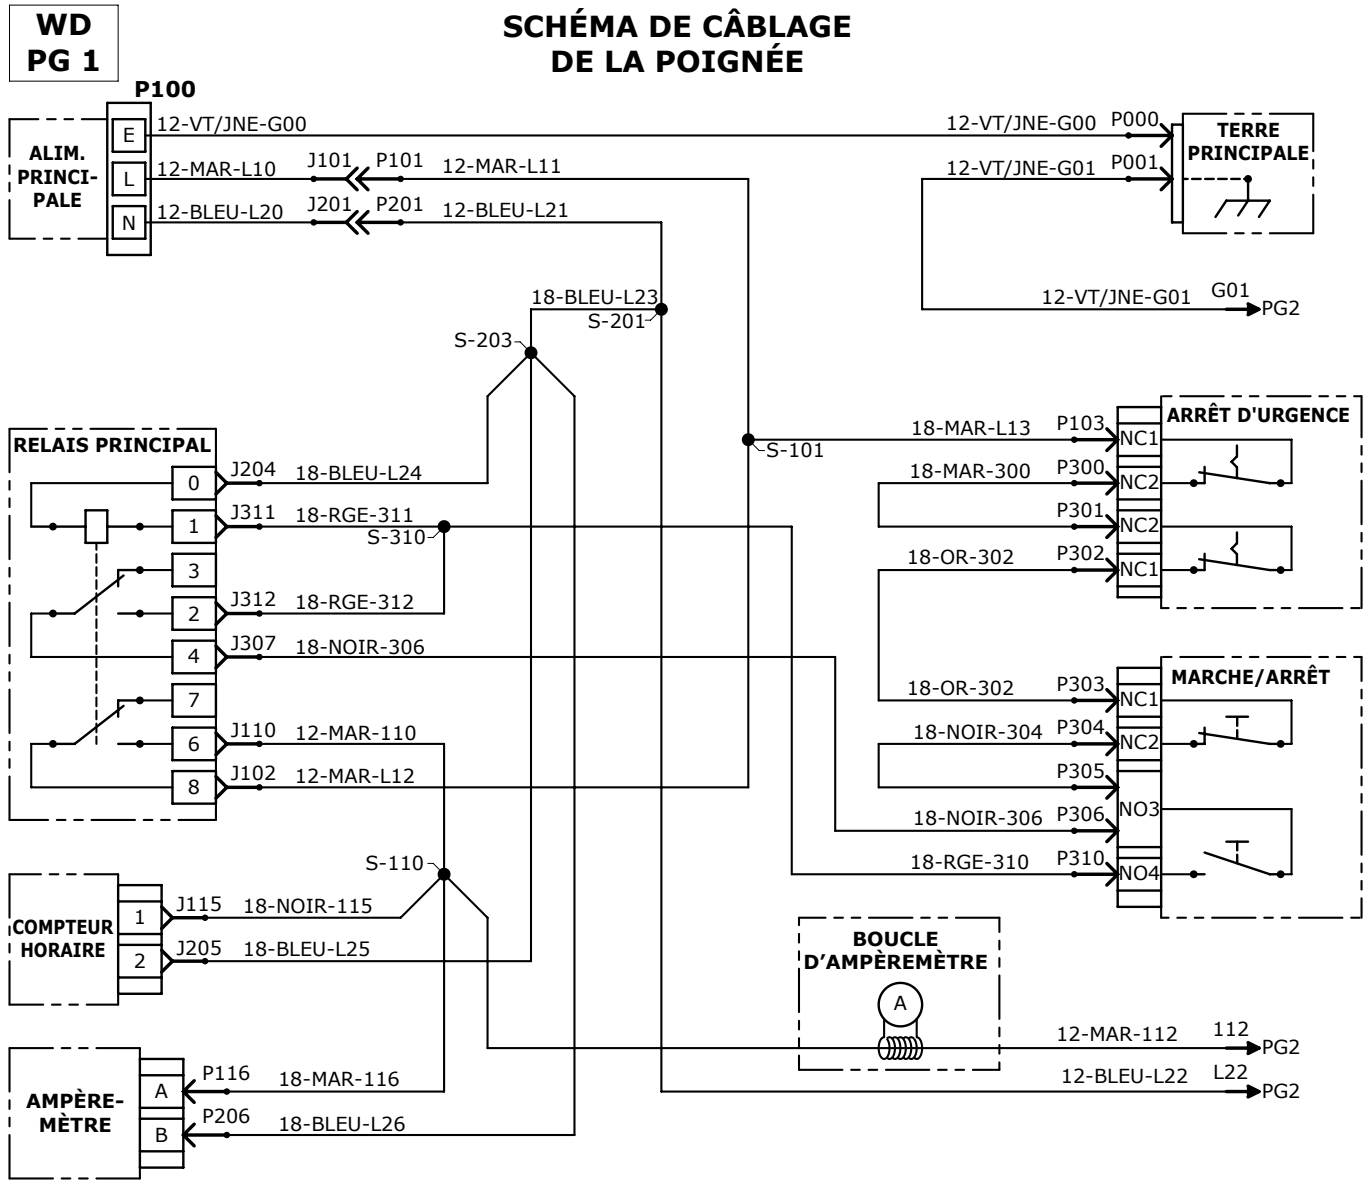 WD
PG 1
SCHÉMA DE CÂBLAGE
DE LA POIGNÉE
P100
ALIM.
PRINCI-
PALE
E
L
N
12-VT/JNE-G00
12-MAR-L10
J101
P101
12-MAR-L11
12-BLEU-L20
J201
P201
12-BLEU-L21
12-VT/JNE-G00
P000
12-VT/JNE-G01
P001
TERRE
PRINCIPALE
12-VT/JNE-G01
G01
PG2
18-BLEU-L23
S-201
S-203
S-101
RELAIS PRINCIPAL
0
J204
18-BLEU-L24
1
J311
18-RGE-311
S-310
3
2
J312
18-RGE-312
4
J307
18-NOIR-306
7
6
J110
12-MAR-110
8
J102
12-MAR-L12
ARRÊT D'URGENCE
18-MAR-L13
P103
NC1
18-MAR-300
P300
NC2
P301
NC2
18-OR-302
P302
NC1
MARCHE/ARRÊT
18-OR-302
P303
NC1
18-NOIR-304
P304
NC2
P305
NO3
18-NOIR-306
P306
18-RGE-310
P310
NO4
S-110
COMPTEUR
HORAIRE
1
J115
18-NOIR-115
2
J205
18-BLEU-L25
BOUCLE
D’AMPÈREMÈTRE
A
12-MAR-112
112
PG2
12-BLEU-L22
L22
PG2
AMPÈRE-
MÈTRE
A
P116
18-MAR-116
B
P206
18-BLEU-L26